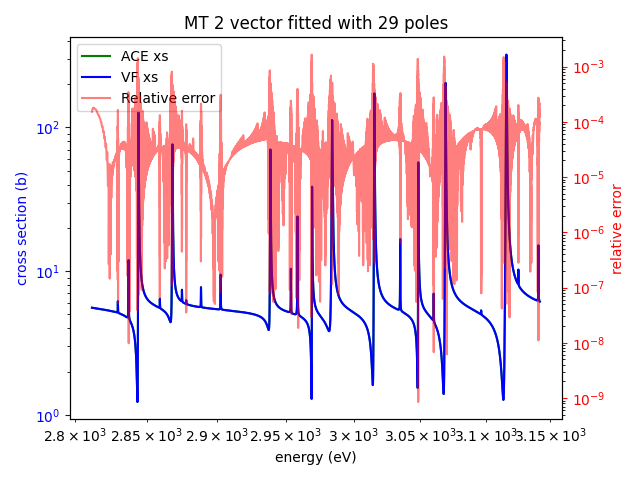 MT 2 vector fitted with 29 poles
ACE xs
VF xs
Relative error
cross section (b)
10²
10¹
10⁰
10⁻³
10⁻⁴
10⁻⁵
10⁻⁶
10⁻⁷
10⁻⁸
10⁻⁹
relative error
2.8 × 10³ 2.85 × 10³ 2.9 × 10³ 2.95 × 10³ 3 × 10³ 3.05 × 10³ 3.1 × 10³ 3.15 × 10³
energy (eV)